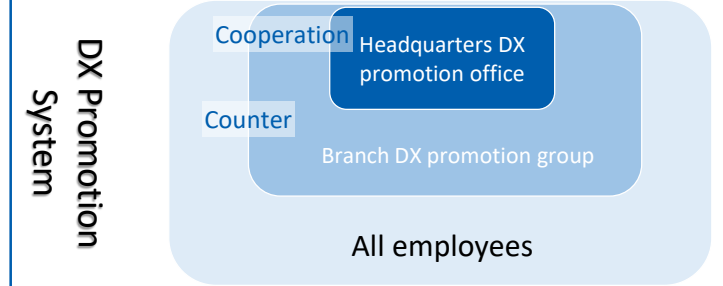 DX Promotion
System
Cooperation
Headquarters DX
promotion office
Counter
Branch DX promotion group
All employees